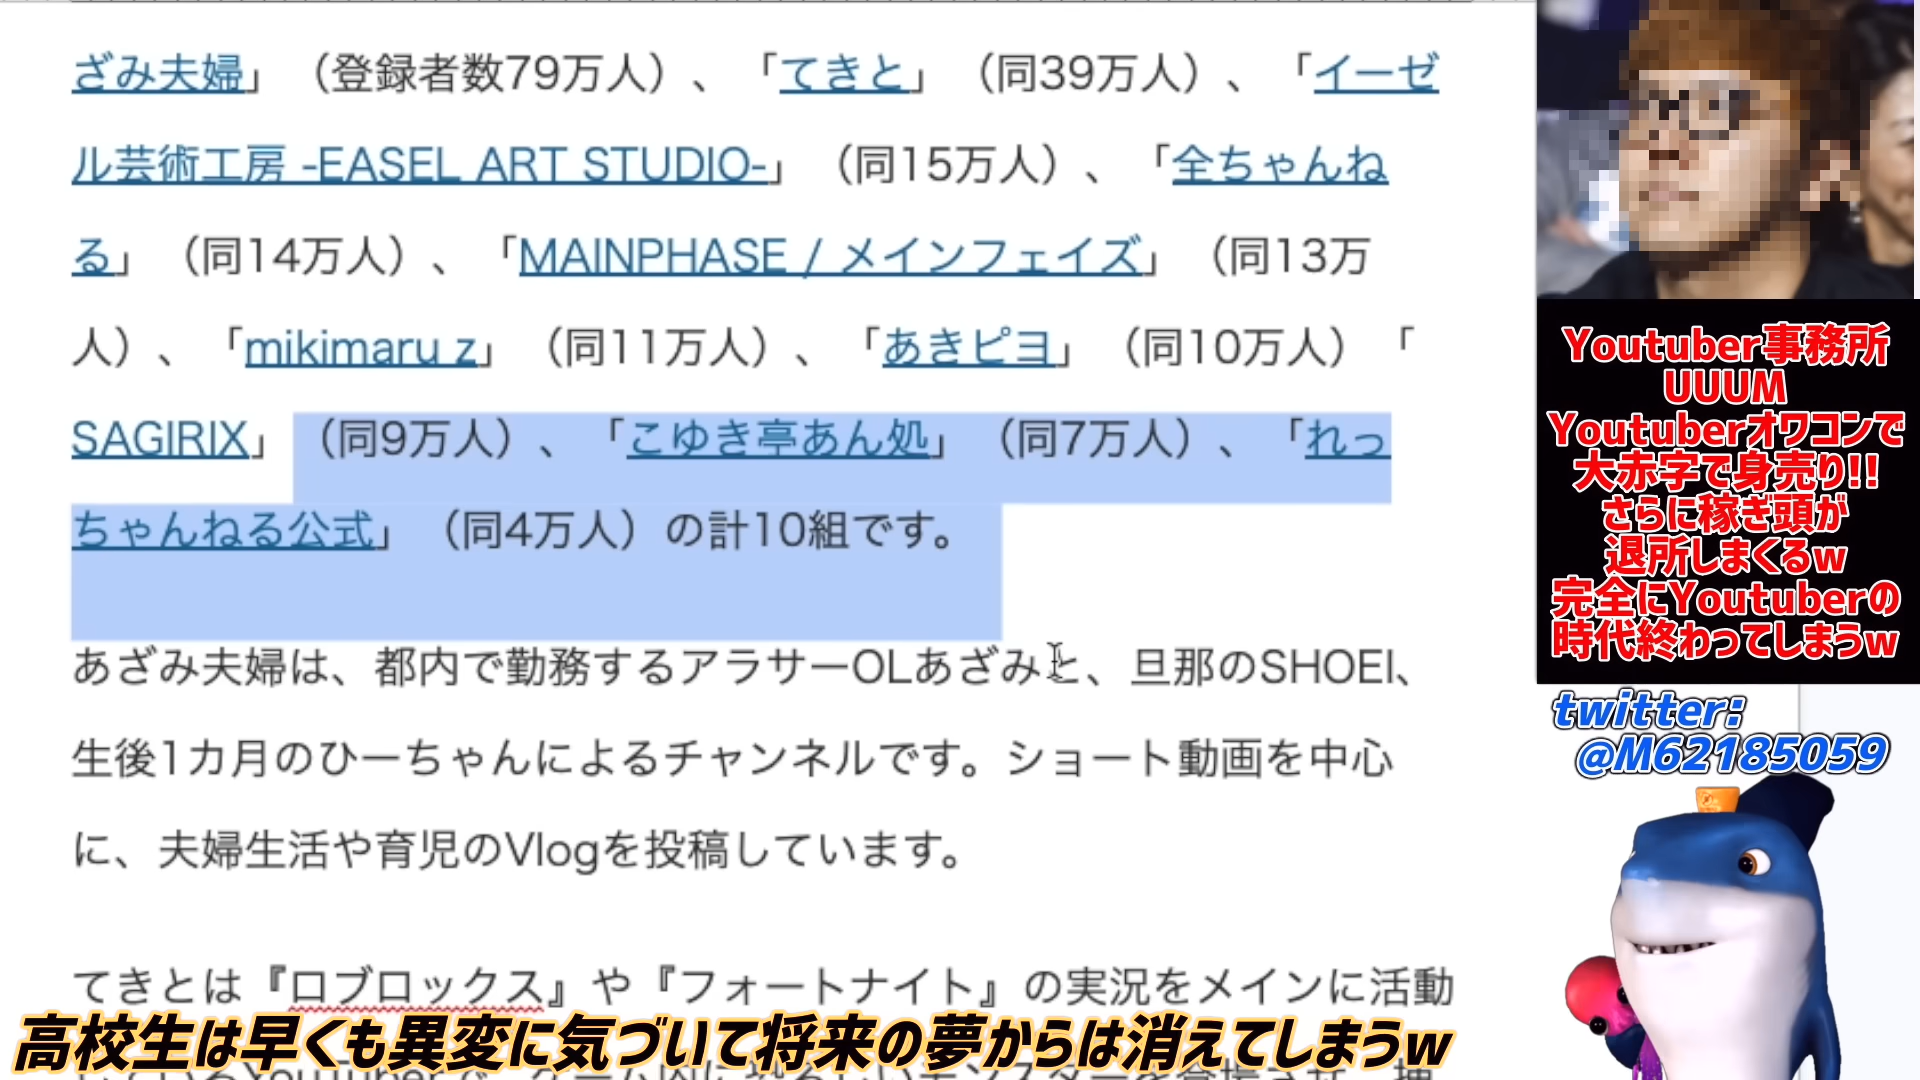 ざみ夫婦」（登録者数79万人）、「てきと」（同39万人）、「イーゼ
ル芸術工房 -EASEL ART STUDIO-」（同15万人）、「全ちゃんね
る」（同14万人）、「MAINPHASE / メインフェイズ」（同13万
人）、「mikimaru z」（同11万人）、「あきピヨ」（同10万人）「
SAGIRIX」（同9万人）、「こゆき亭あん処」（同7万人）、「れっ
ちゃんねる公式」（同4万人）の計10組です。
あざみ夫婦は、都内で勤務するアラサーOLあざみと、旦那のSHOEI、
生後1カ月のひーちゃんによるチャンネルです。ショート動画を中心
に、夫婦生活や育児のVlogを投稿しています。
てきとは『ロブロックス』や『フォートナイト』の実況をメインに活動
高校生は早くも異変に気づいて将来の夢からは消えてしまうw
Youtuber事務所
UUUM
Youtuberオワコンで
大赤字で身売り!!
さらに稼ぎ頭が
退所しまくるw
完全にYoutuberの
時代終わってしまうw
twitter:
@M62185059